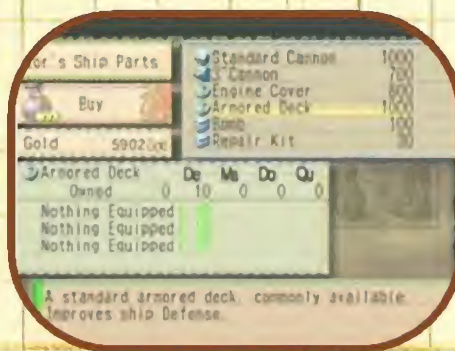 or's Ship Parts
Buy
Gold 5902
Standard Cannon 1000
3" Cannon 700
Engine Cover 800
Armored Deck 1000
Bomb 100
Repair Kit 30
Armored Deck De Ma Do Qu
Owned 0 10 0 0 0
Nothing Equipped
Nothing Equipped
Nothing Equipped
A standard armored deck, commonly available.
Improves ship Defense.